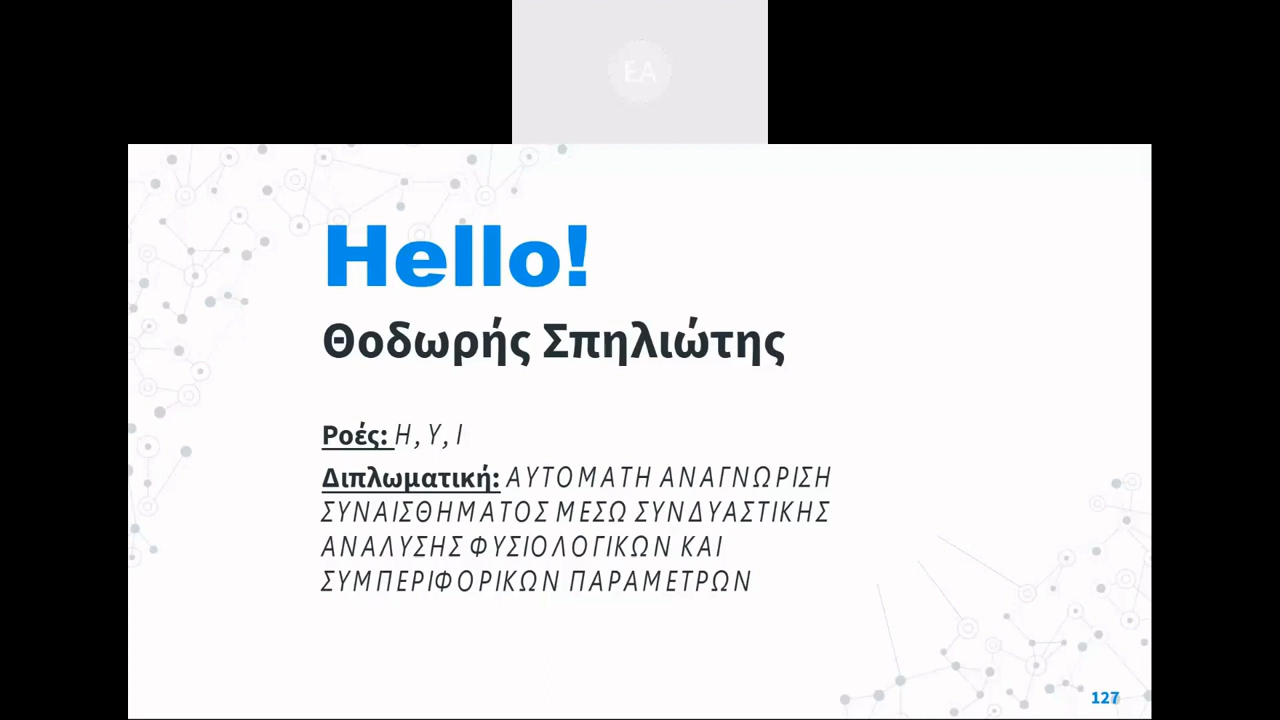 EA
Hello!
Θοδωρής Σπηλιώτης
Ροές: Η, Υ, Ι
Διπλωματική: ΑΥΤΟΜΑΤΗ ΑΝΑΓΝΩΡΙΣΗ
ΣΥΝΑΙΣΘΗΜΑΤΟΣ ΜΕΣΩ ΣΥΝΔΥΑΣΤΙΚΗΣ
ΑΝΑΛΥΣΗΣ ΦΥΣΙΟΛΟΓΙΚΩΝ ΚΑΙ
ΣΥΜΠΕΡΙΦΟΡΙΚΩΝ ΠΑΡΑΜΕΤΡΩΝ
127